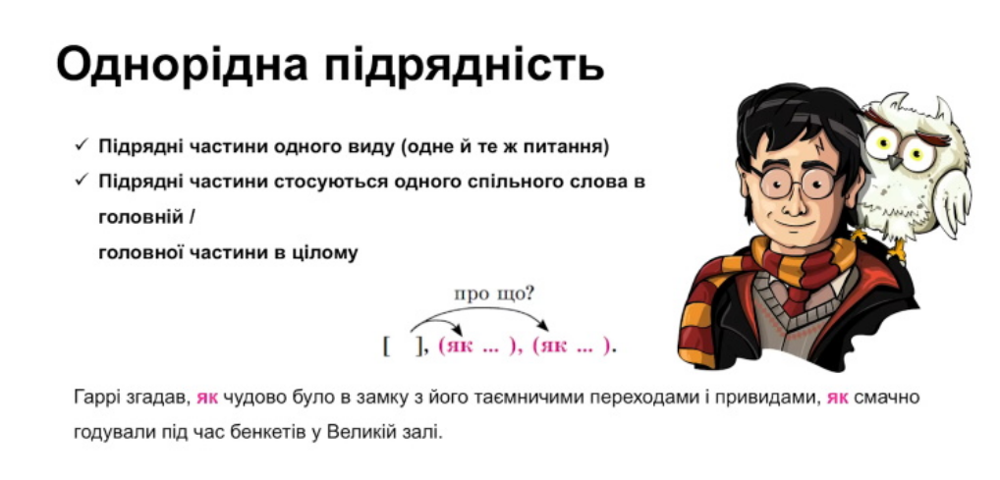 Однорідна підрядність
✓ Підрядні частини одного виду (одне й те ж питання)
✓ Підрядні частини стосуються одного спільного слова в
головній /
головної частини в цілому
про що?
[ ], (як ... ), (як ... ).
Гаррі згадав, як чудово було в замку з його таємничими переходами і привидами, як смачно
годували під час бенкетів у Великій залі.